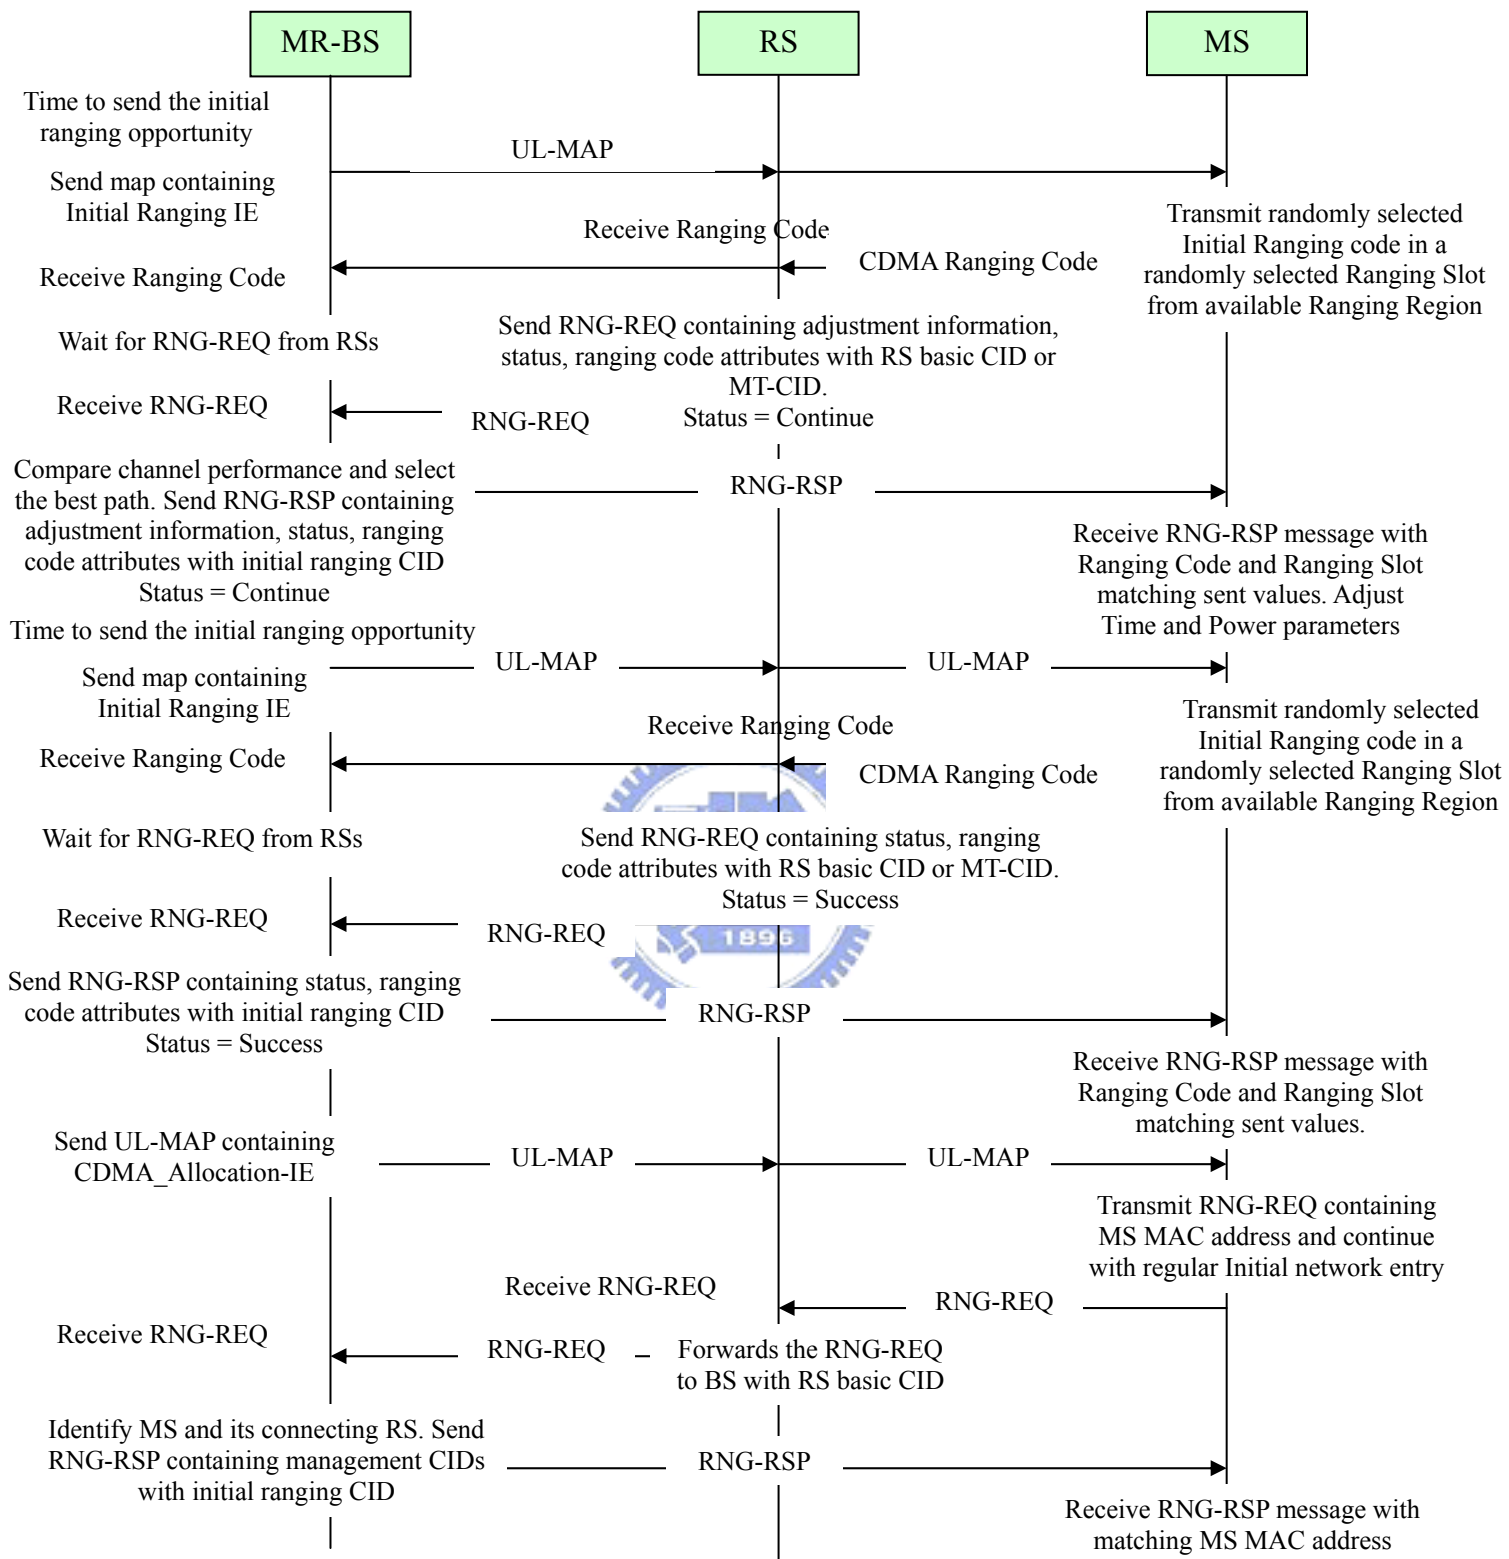 MR-BS
RS
MS
Time to send the initial
ranging opportunity
UL-MAP
Send map containing
Initial Ranging IE
Transmit randomly selected
Initial Ranging code in a
randomly selected Ranging Slot
from available Ranging Region
Receive Ranging Code
CDMA Ranging Code
Receive Ranging Code
Wait for RNG-REQ from RSs
Send RNG-REQ containing adjustment information,
status, ranging code attributes with RS basic CID or
MT-CID.
Status = Continue
Receive RNG-REQ
RNG-REQ
Compare channel performance and select
the best path. Send RNG-RSP containing
adjustment information, status, ranging
code attributes with initial ranging CID
Status = Continue
RNG-RSP
Receive RNG-RSP message with
Ranging Code and Ranging Slot
matching sent values. Adjust
Time and Power parameters
Time to send the initial ranging opportunity
UL-MAP
UL-MAP
Send map containing
Initial Ranging IE
Transmit randomly selected
Initial Ranging code in a
randomly selected Ranging Slot
from available Ranging Region
Receive Ranging Code
Receive Ranging Code
CDMA Ranging Code
Wait for RNG-REQ from RSs
Send RNG-REQ containing status, ranging
code attributes with RS basic CID or MT-CID.
Status = Success
Receive RNG-REQ
RNG-REQ
1896
Send RNG-RSP containing status, ranging
code attributes with initial ranging CID
Status = Success
RNG-RSP
Receive RNG-RSP message with
Ranging Code and Ranging Slot
matching sent values.
Send UL-MAP containing
CDMA_Allocation-IE
UL-MAP
UL-MAP
Transmit RNG-REQ containing
MS MAC address and continue
with regular Initial network entry
Receive RNG-REQ
RNG-REQ
Receive RNG-REQ
RNG-REQ
Forwards the RNG-REQ
to BS with RS basic CID
Identify MS and its connecting RS. Send
RNG-RSP containing management CIDs
with initial ranging CID
RNG-RSP
Receive RNG-RSP message with
matching MS MAC address